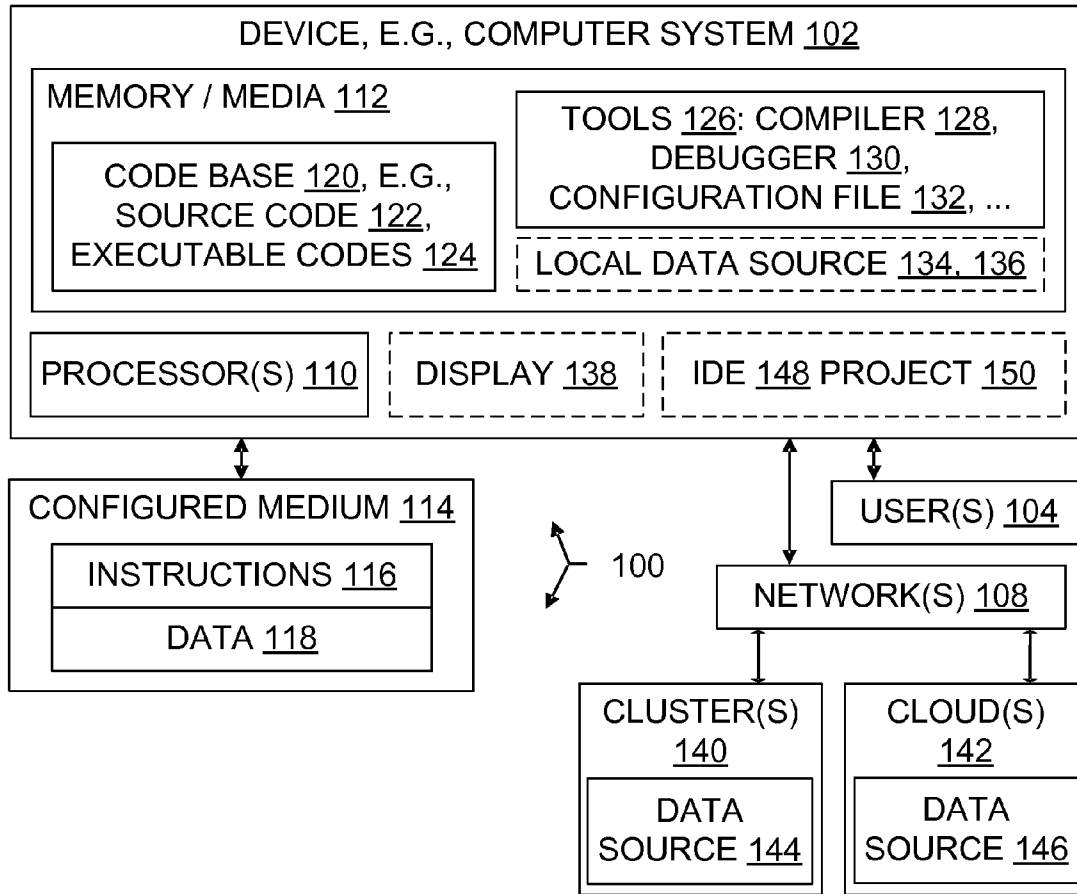 DEVICE, E.G., COMPUTER SYSTEM 102
MEMORY / MEDIA 112
CODE BASE 120, E.G.,
SOURCE CODE 122,
EXECUTABLE CODES 124
TOOLS 126: COMPILER 128,
DEBUGGER 130,
CONFIGURATION FILE 132, ...
LOCAL DATA SOURCE 134, 136
PROCESSOR(S) 110
DISPLAY 138
IDE 148 PROJECT 150
CONFIGURED MEDIUM 114
INSTRUCTIONS 116
DATA 118
100
USER(S) 104
NETWORK(S) 108
CLUSTER(S)
140
DATA
SOURCE 144
CLOUD(S)
142
DATA
SOURCE 146